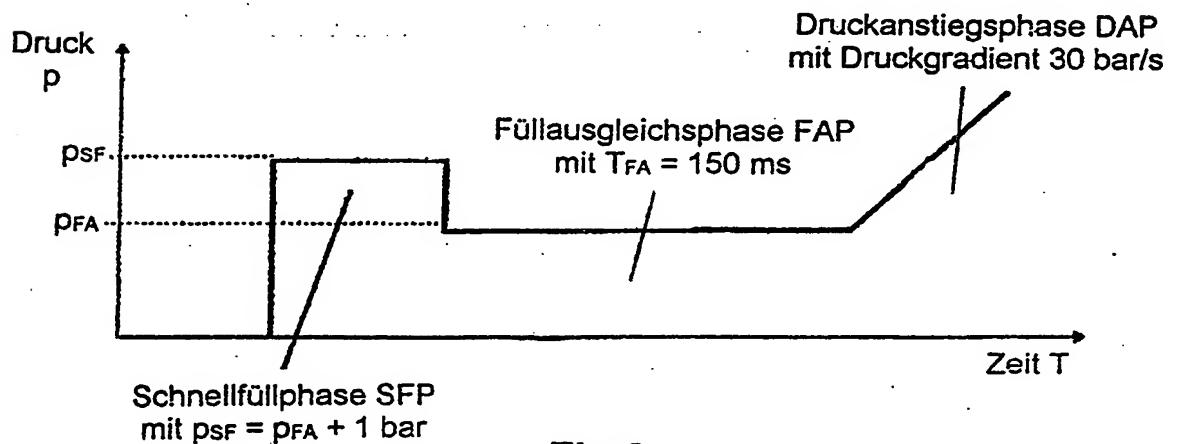 Druckanstiegsphase DAP
mit Druckgradient 30 bar/s
Druck
p
Füllausgleichsphase FAP
mit TFA = 150 ms
pSF
pFA
Zeit T
Schnellfüllphase SFP
mit pSF = pFA + 1 bar